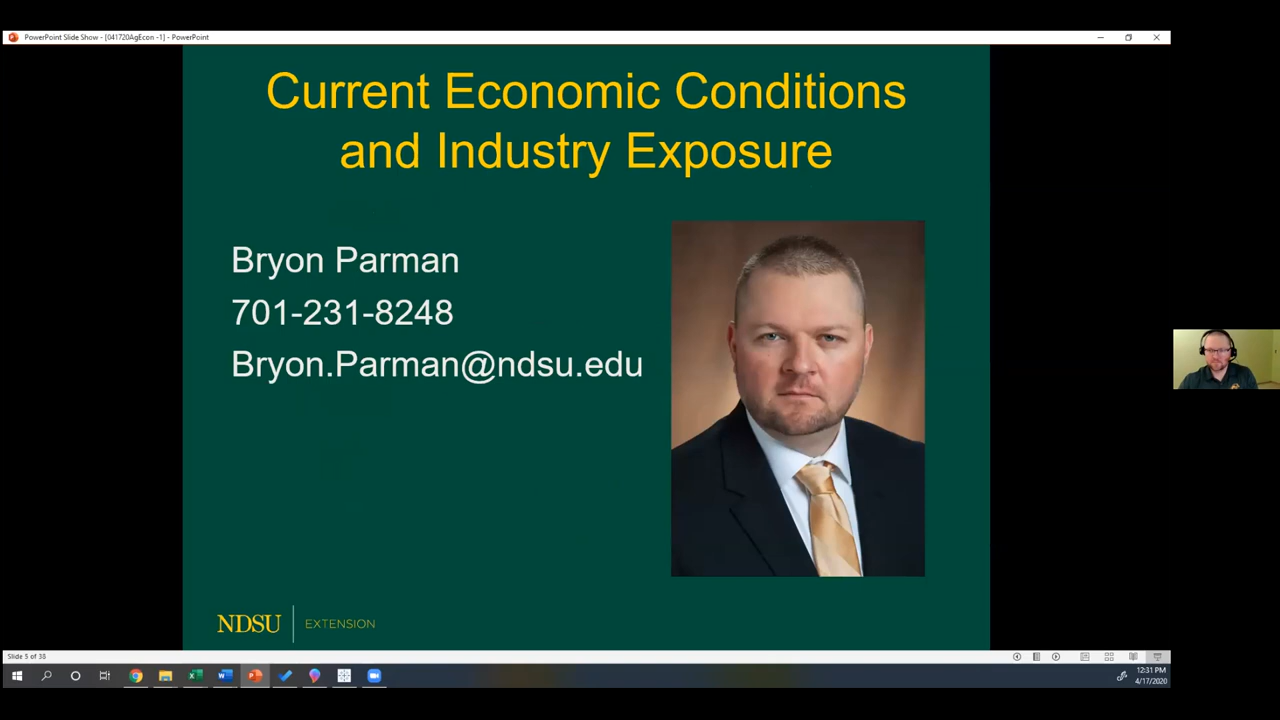 PowerPoint Slide Show - [041720AgEcon -1] - PowerPoint
Current Economic Conditions
and Industry Exposure
Bryon Parman
701-231-8248
Bryon.Parman@ndsu.edu
NDSU
EXTENSION
Slide 5 of 38
12:31 PM
4/17/2020